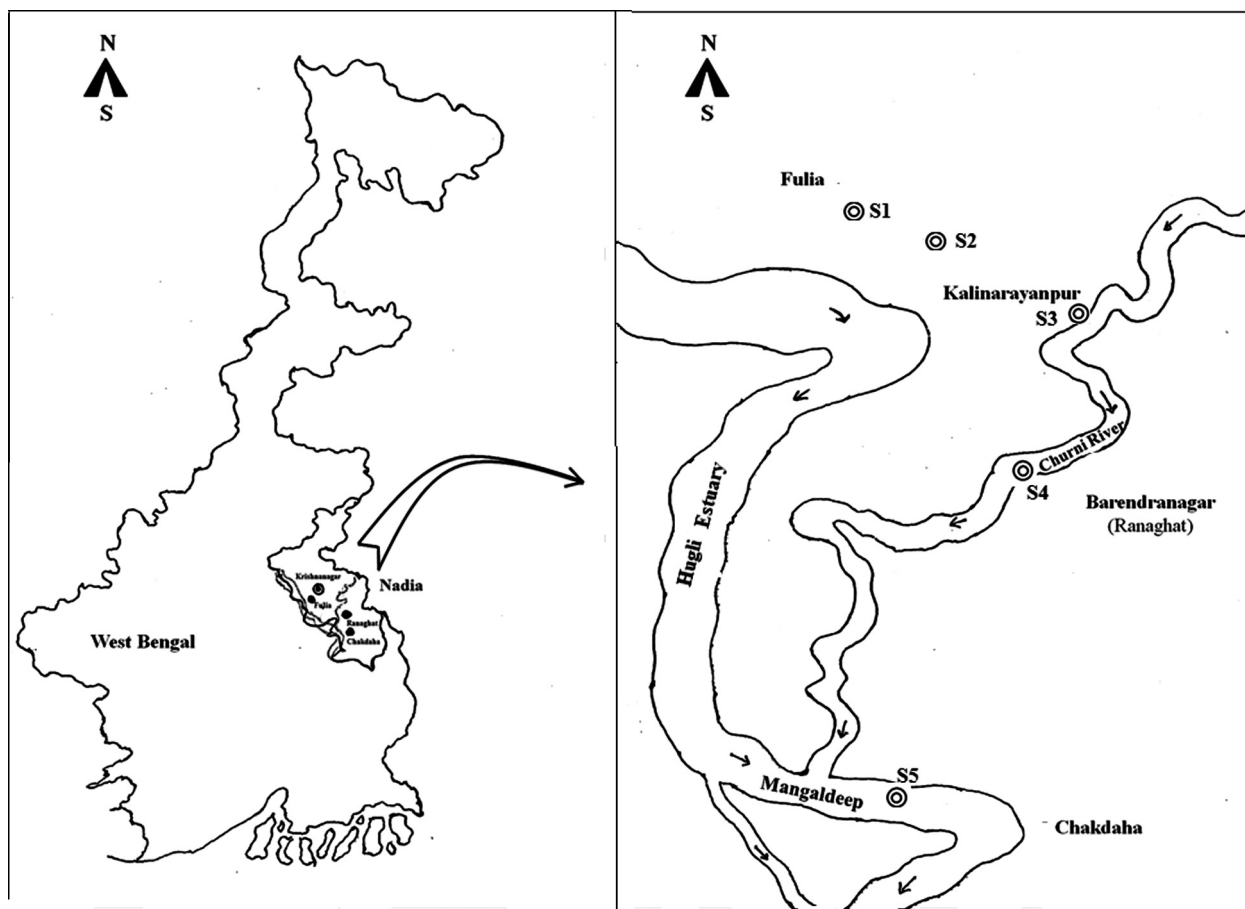 N
S
West Bengal
Krishnanagar
Fulia
Ranaghat
Chakdaha
Nadia
N
S
Fulia
S1
S2
Kalinarayanpur
S3
Churni River
S4
Barendranagar
(Ranaghat)
Hugli Estuary
S5
Mangaldeep
Chakdaha